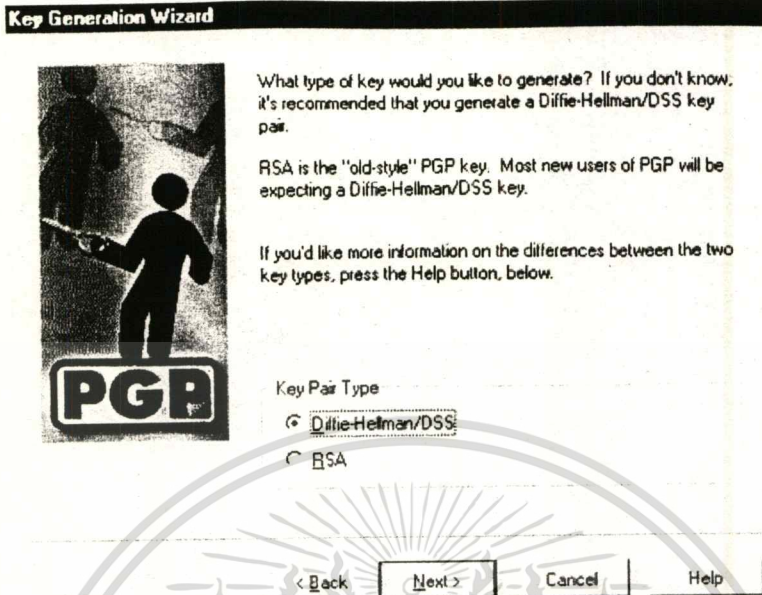 Key Generation Wizard
What type of key would you like to generate? If you don't know,
it's recommended that you generate a Diffie-Hellman/DSS key
pair.
RSA is the "old-style" PGP key. Most new users of PGP will be
expecting a Diffie-Hellman/DSS key.
If you'd like more information on the differences between the two
key types, press the Help button, below.
PGP
Key Pair Type
Diffie-Hellman/DSS
RSA
< Back Next > Cancel Help